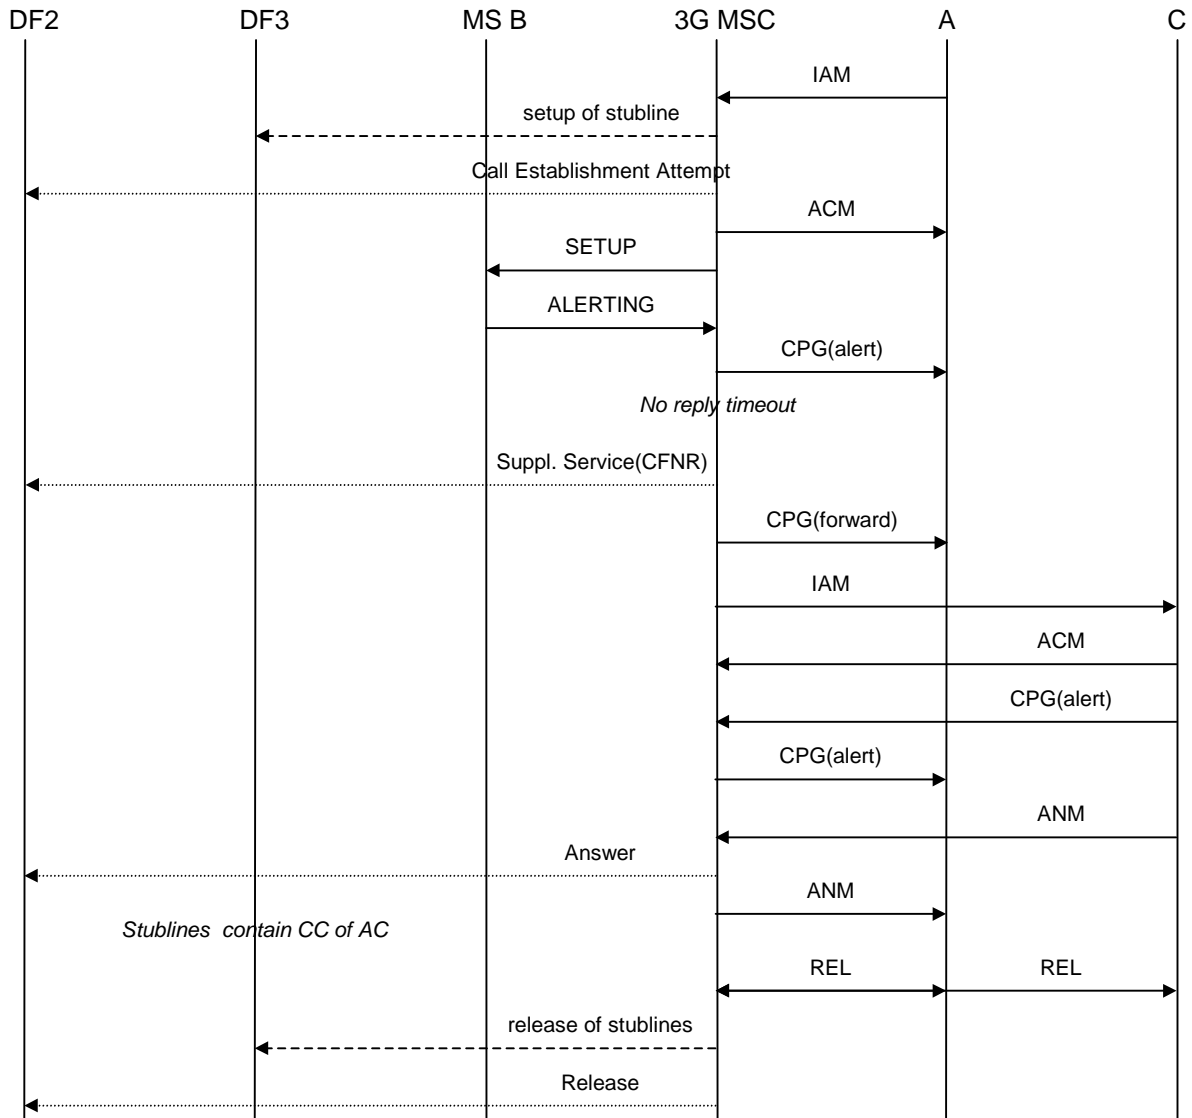 DF2 DF3 MS B 3G MSC A C
IAM
setup of stubline
Call Establishment Attempt
ACM
SETUP
ALERTING
CPG(alert)
No reply timeout
Suppl. Service(CFNR)
CPG(forward)
IAM
ACM
CPG(alert)
CPG(alert)
ANM
Answer
ANM
Stublines contain CC of AC
REL REL
release of stublines
Release